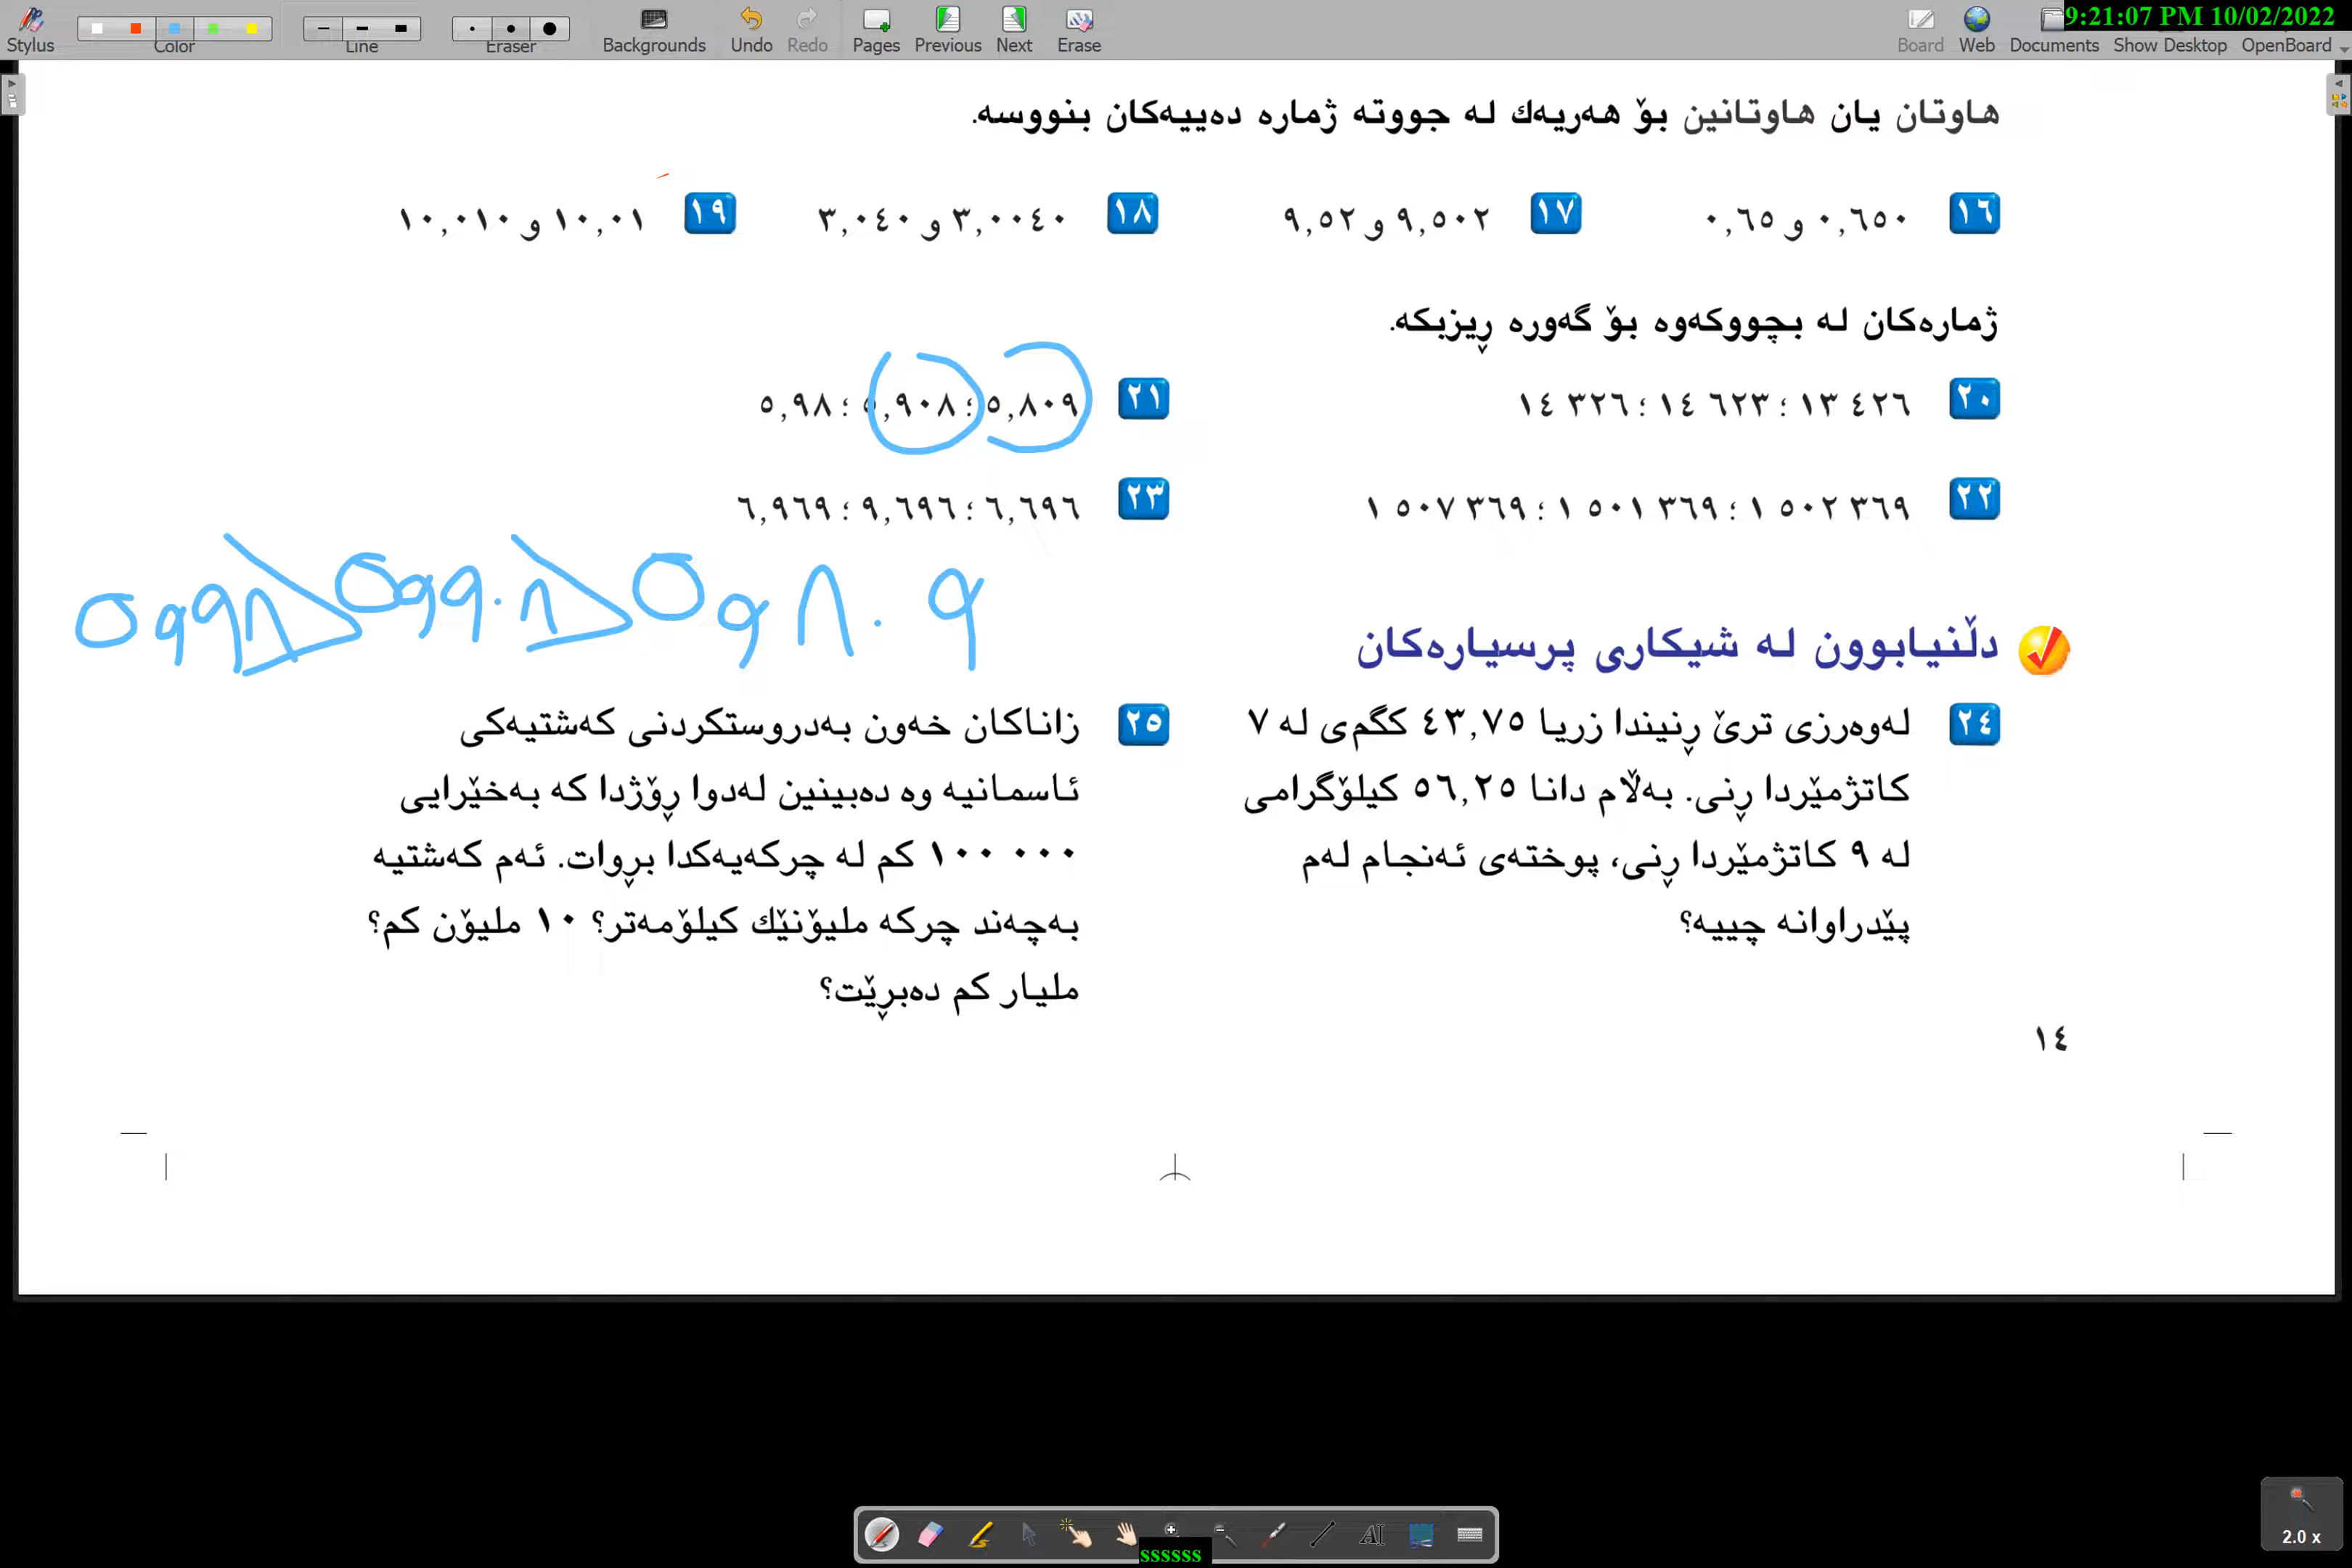 Stylus Color Line Eraser Backgrounds Undo Redo Pages Previous Next Erase Board Web Documents Show Desktop OpenBoard
9:21:07 PM 10/02/2022
هاوتان یان هاوتانین بۆ هەریەك لە جووتە ژمارە دەییەکان بنووسە.
١٦ ٠,٦٥٠ و ٠,٦٥
١٧ ٩,٥٠٢ و ٩,٥٢
١٨ ٣,٠٠٤٠ و ٣,٠٤٠
١٩ ١٠,٠١ و ١٠,٠١٠
ژمارەکان لە بچووکەوە بۆ گەورە ڕیزبکە.
٢٠ ١٣ ٤٢٦ ؛ ١٤ ٦٢٣ ؛ ١٤ ٣٢٦
٢١ ٥,٨٠٩ ؛ ٥,٩٠٨ ؛ ٥,٩٨
٢٢ ١ ٥٠٢ ٣٦٩ ؛ ١ ٥٠١ ٣٦٩ ؛ ١ ٥٠٧ ٣٦٩
٢٣ ٦,٦٩٦ ؛ ٩,٦٩٦ ؛ ٦,٩٦٩
٥,٩٨ > ٥,٩٠٨ > ٥,٨٠٩
دڵنیابوون لە شیکاری پرسیارەکان
٢٤ لەوەرزی ترێ ڕنیندا زریا ٤٣,٧٥ کگم‌ی لە ٧
کاتژمێردا ڕنی. بەڵام دانا ٥٦,٢٥ کیلۆگرامی
لە ٩ کاتژمێردا ڕنی، پوختەی ئەنجام لەم
پێدراوانە چییە؟
٢٥ زاناکان خەون بەدروستکردنی کەشتیەکی
ئاسمانیە وە دەبینین لەدوا ڕۆژدا کە بەخێرایی
١٠٠ ٠٠٠ کم لە چرکەیەکدا بڕوات. ئەم کەشتیە
بەچەند چرکە ملیۆنێك کیلۆمەتر؟ ١٠ ملیۆن کم؟
ملیار کم دەبڕێت؟
١٤
ssssss
2.0 x